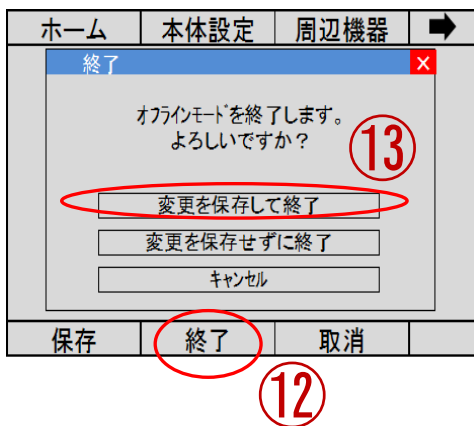 ホーム 本体設定 周辺機器
終了 x
ｵﾌﾗｲﾝﾓｰﾄﾞを終了します。
よろしいですか？
⑬
変更を保存して終了
変更を保存せずに終了
ｷｬﾝｾﾙ
保存 終了 取消
⑫